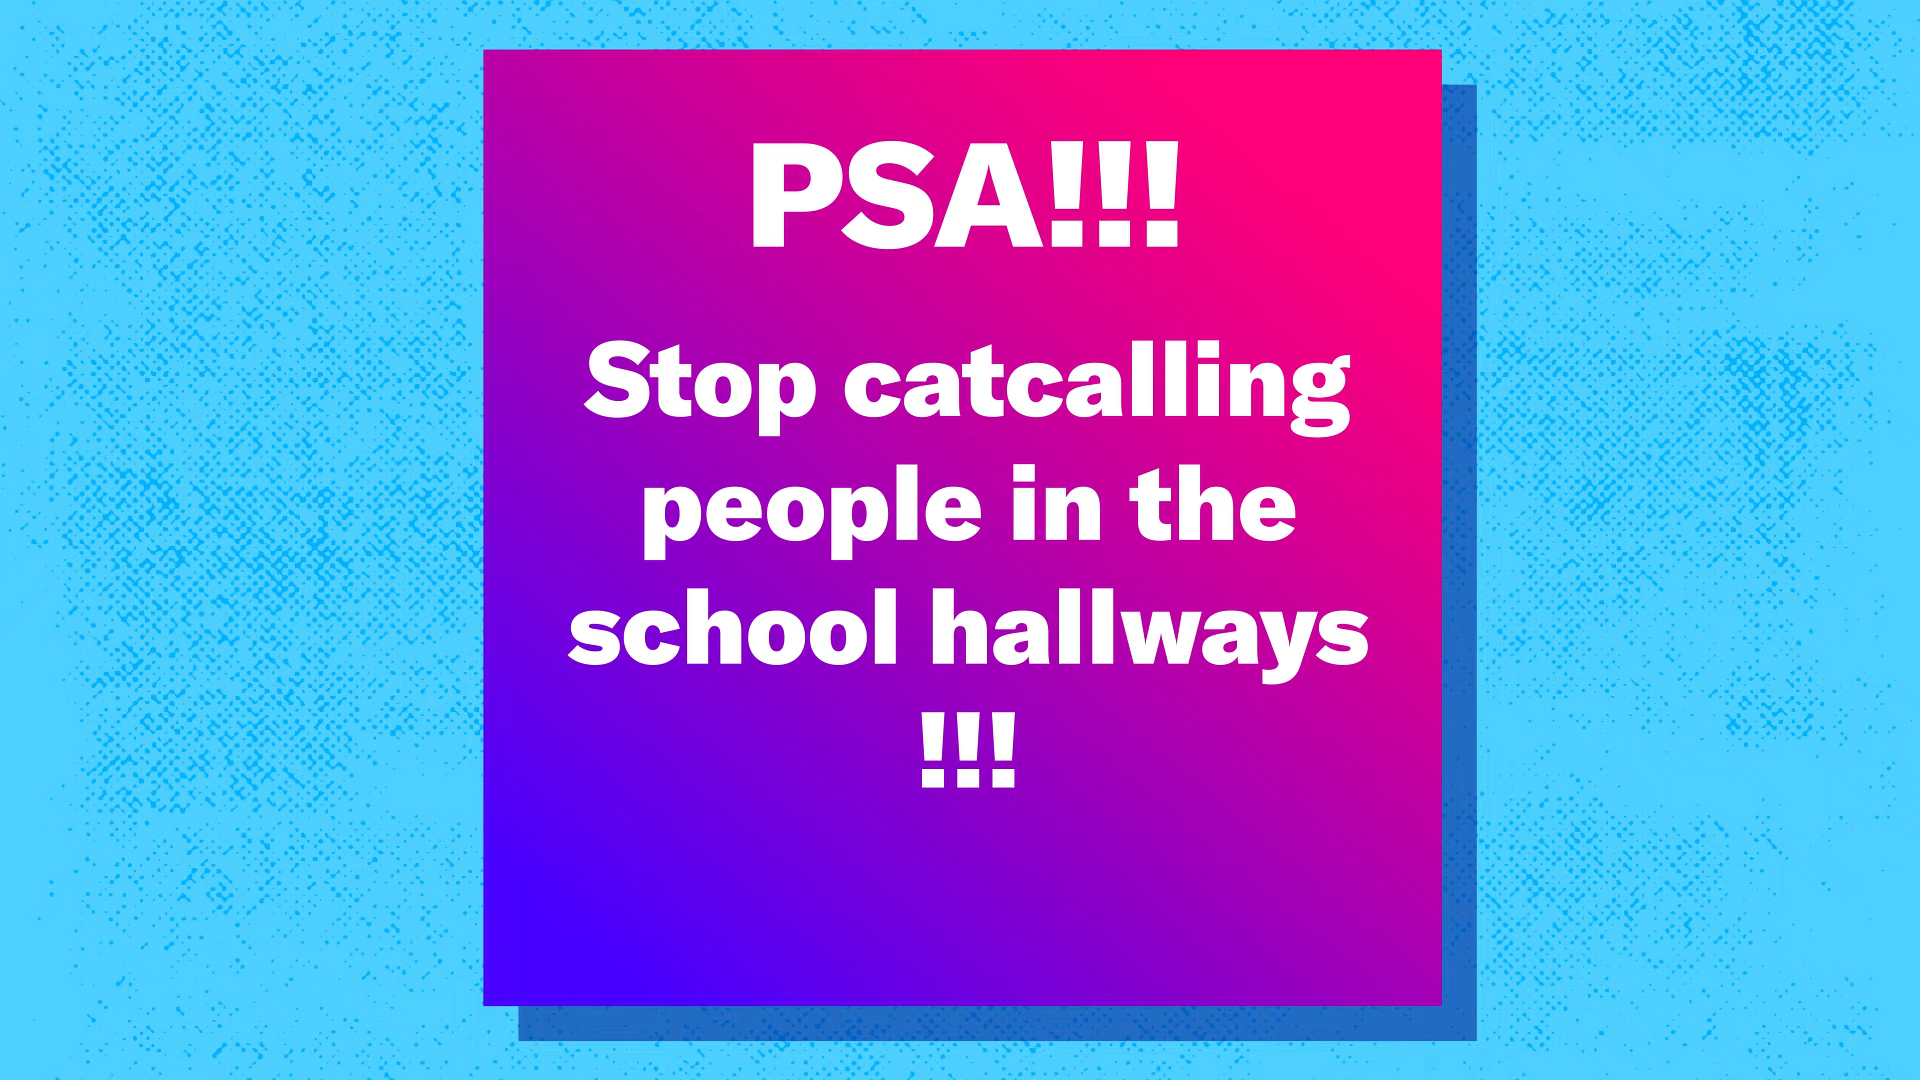 PSA!!!
Stop catcalling
people in the
school hallways
!!!